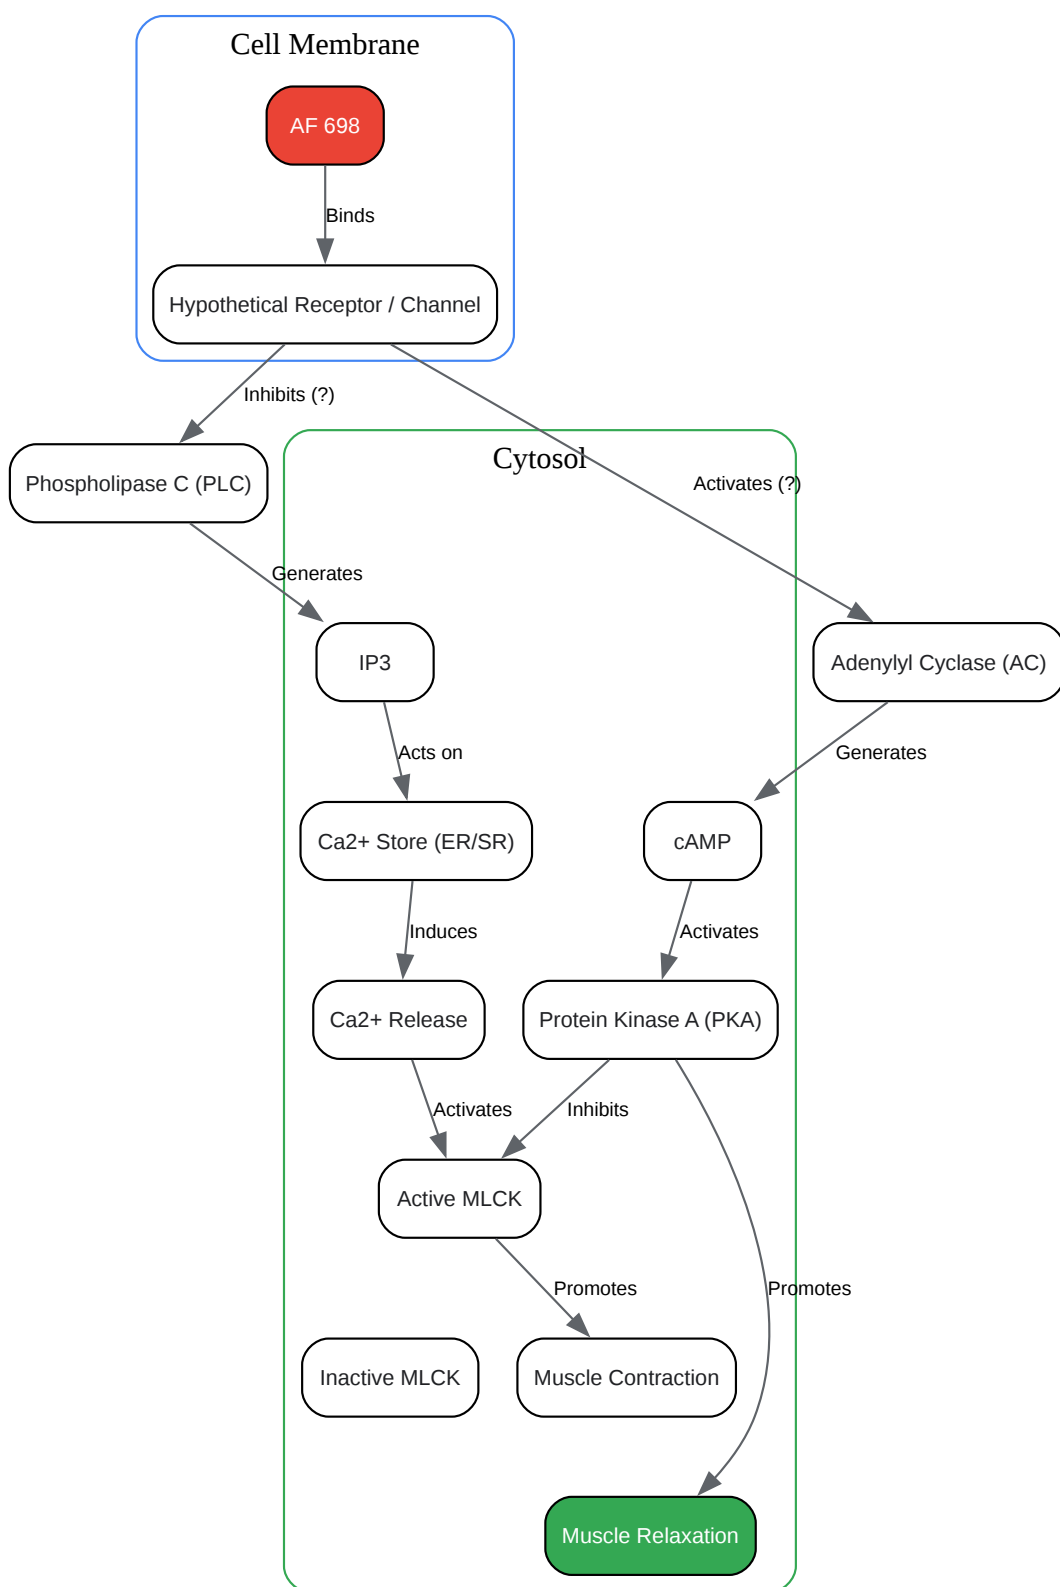 Cell Membrane
AF 698
Binds
Hypothetical Receptor / Channel
Inhibits (?)
Cytosol
Phospholipase C (PLC)
Activates (?)
Generates
IP3
Adenylyl Cyclase (AC)
Acts on
Generates
Ca2+ Store (ER/SR)
cAMP
Induces
Activates
Ca2+ Release
Protein Kinase A (PKA)
Activates
Inhibits
Active MLCK
Promotes
Promotes
Inactive MLCK
Muscle Contraction
Muscle Relaxation